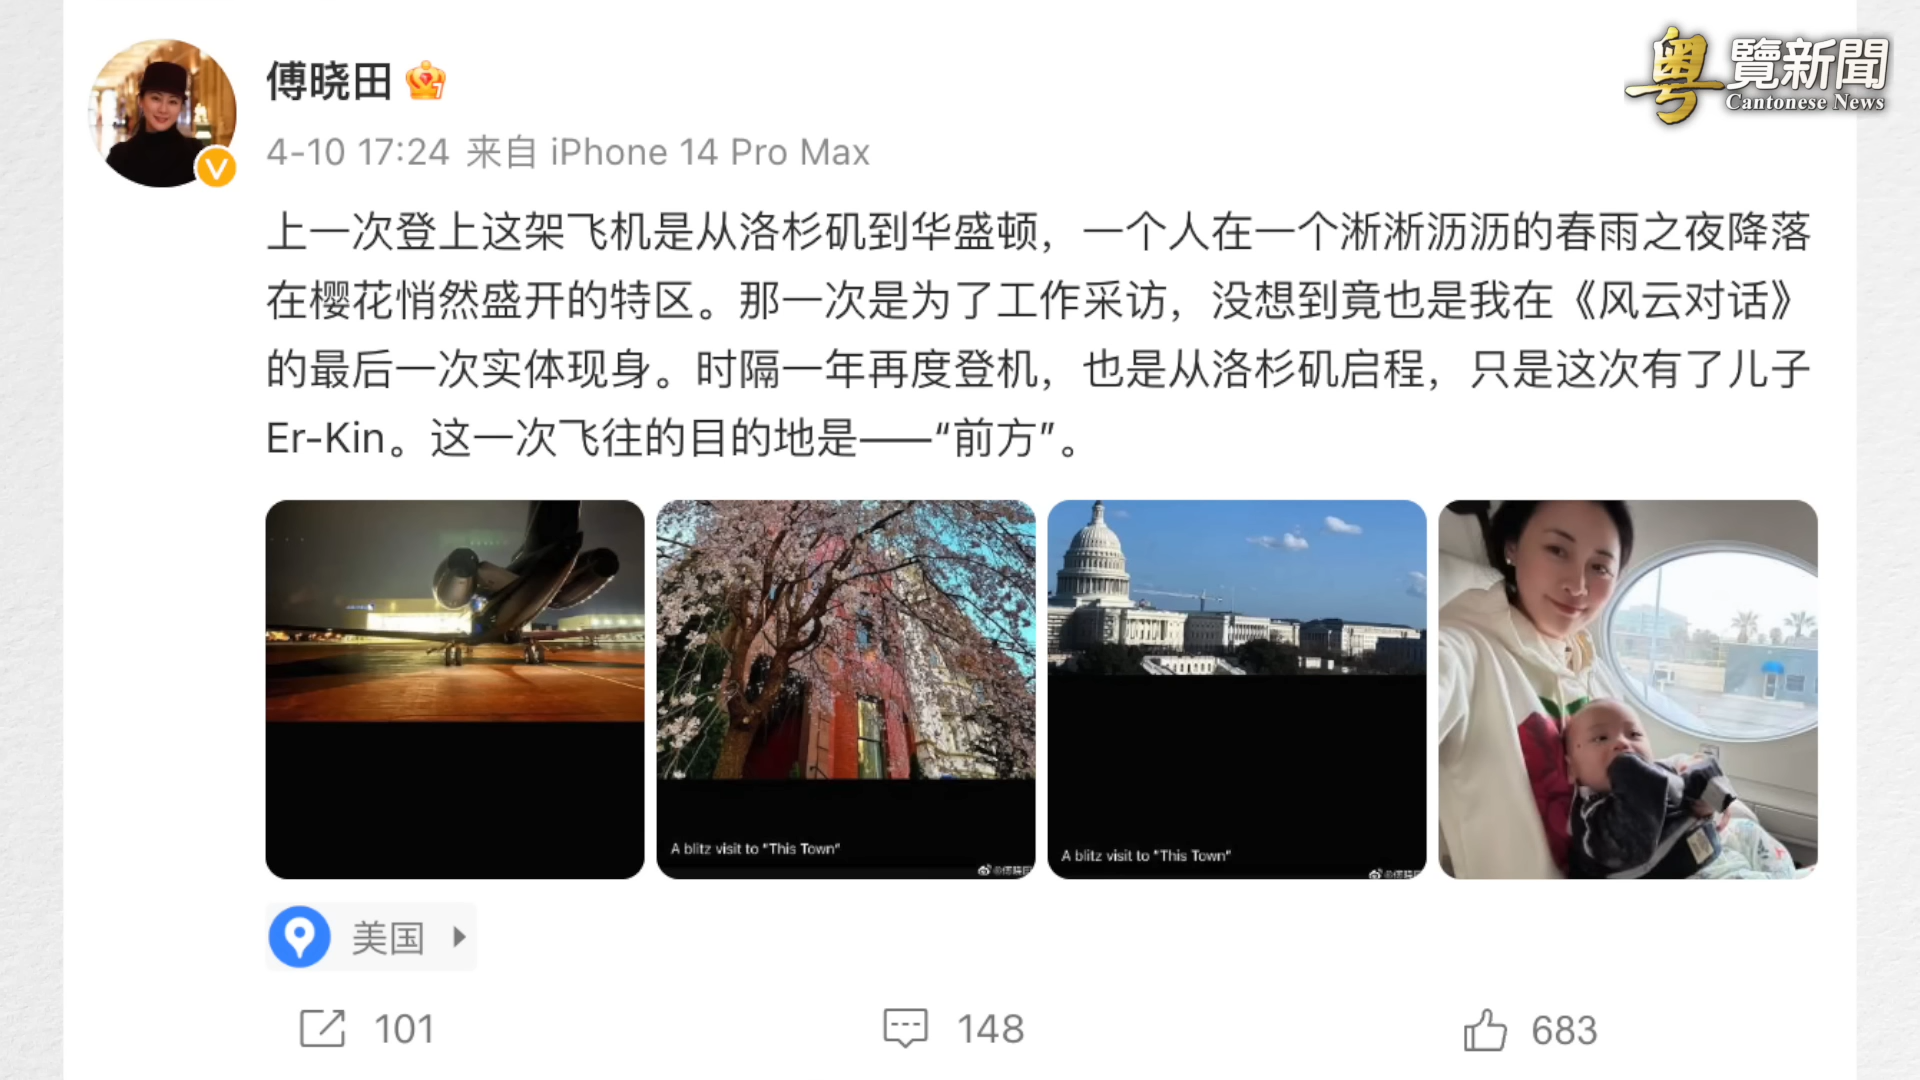 傅晓田
4-10 17:24 来自 iPhone 14 Pro Max
粤覽新聞
Cantonese News
上一次登上这架飞机是从洛杉矶到华盛顿，一个人在一个淅淅沥沥的春雨之夜降落
在樱花悄然盛开的特区。那一次是为了工作采访，没想到竟也是我在《风云对话》
的最后一次实体现身。时隔一年再度登机，也是从洛杉矶启程，只是这次有了儿子
Er-Kin。这一次飞往的目的地是——“前方”。
A blitz visit to "This Town"
@傅晓田
A blitz visit to "This Town"
@傅晓田
美国
101
148
683